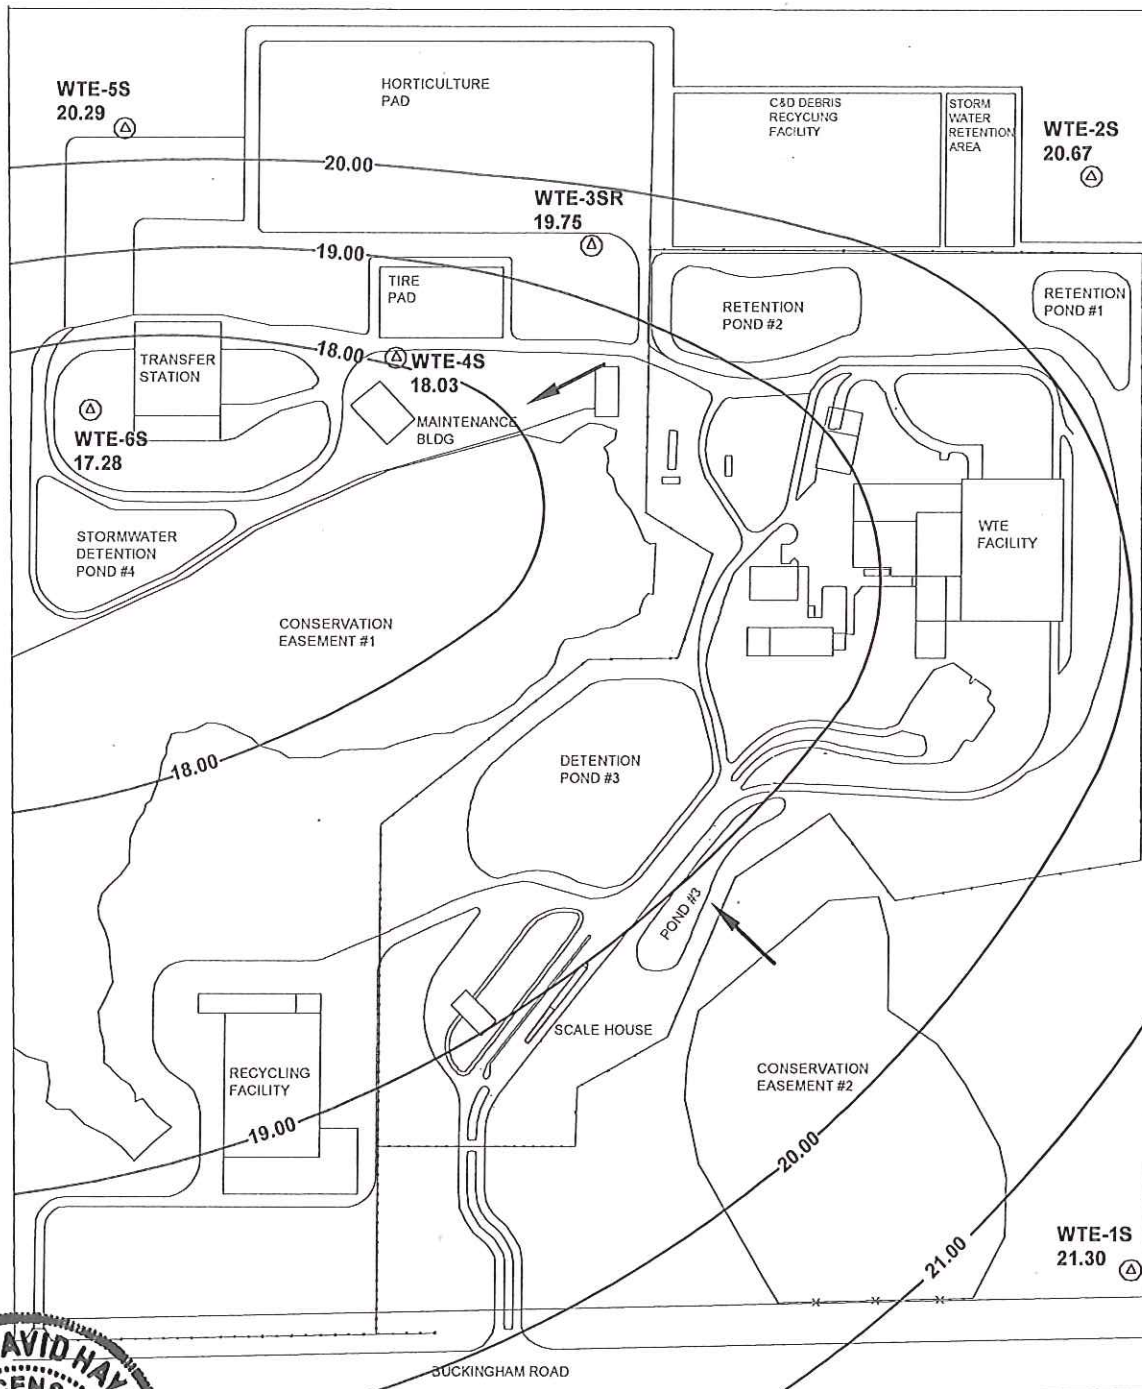 HORTICULTURE
PAD
WTE-5S
20.29
C&D DEBRIS
RECYCLING
FACILITY
STORM
WATER
RETENTION
AREA
WTE-2S
20.67
20.00
WTE-3SR
19.75
19.00
TIRE
PAD
RETENTION
POND #2
RETENTION
POND #1
18.00
TRANSFER
STATION
WTE-4S
18.03
MAINTENANCE
BLDG
WTE-6S
17.28
STORMWATER
DETENTION
POND #4
WTE
FACILITY
CONSERVATION
EASEMENT #1
18.00
DETENTION
POND #3
POND #3
SCALE HOUSE
RECYCLING
FACILITY
CONSERVATION
EASEMENT #2
19.00
20.00
WTE-1S
21.30
21.00
BUCKINGHAM ROAD
AVID HAY
CENS